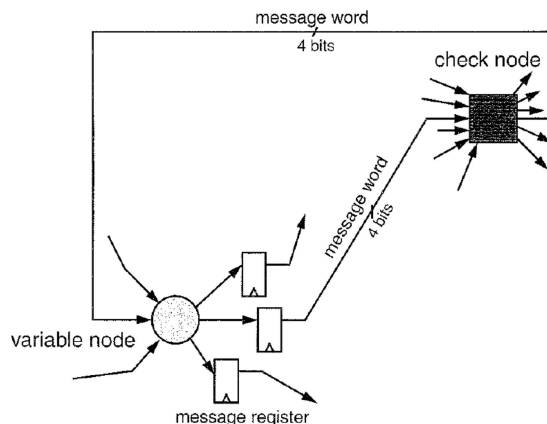 message word
4 bits
check node
message word
4 bits
variable node
message register